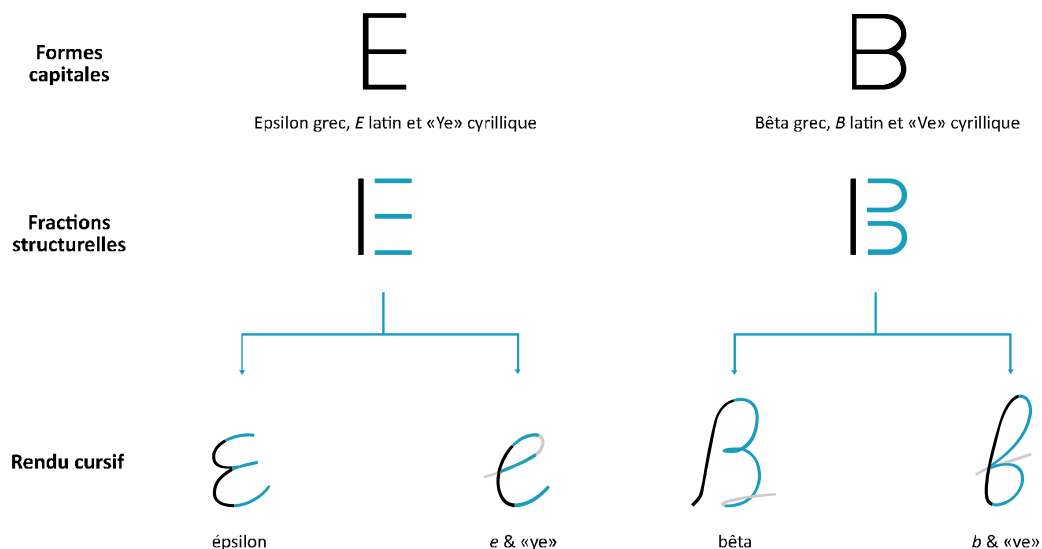 Formes
capitales
E
B
Epsilon grec, E latin et «Ye» cyrillique
Bêta grec, B latin et «Ve» cyrillique
Fractions
structurelles
E
B
Rendu cursif
ε
e
β
в
épsilon
e & «ye»
bêta
b & «ve»